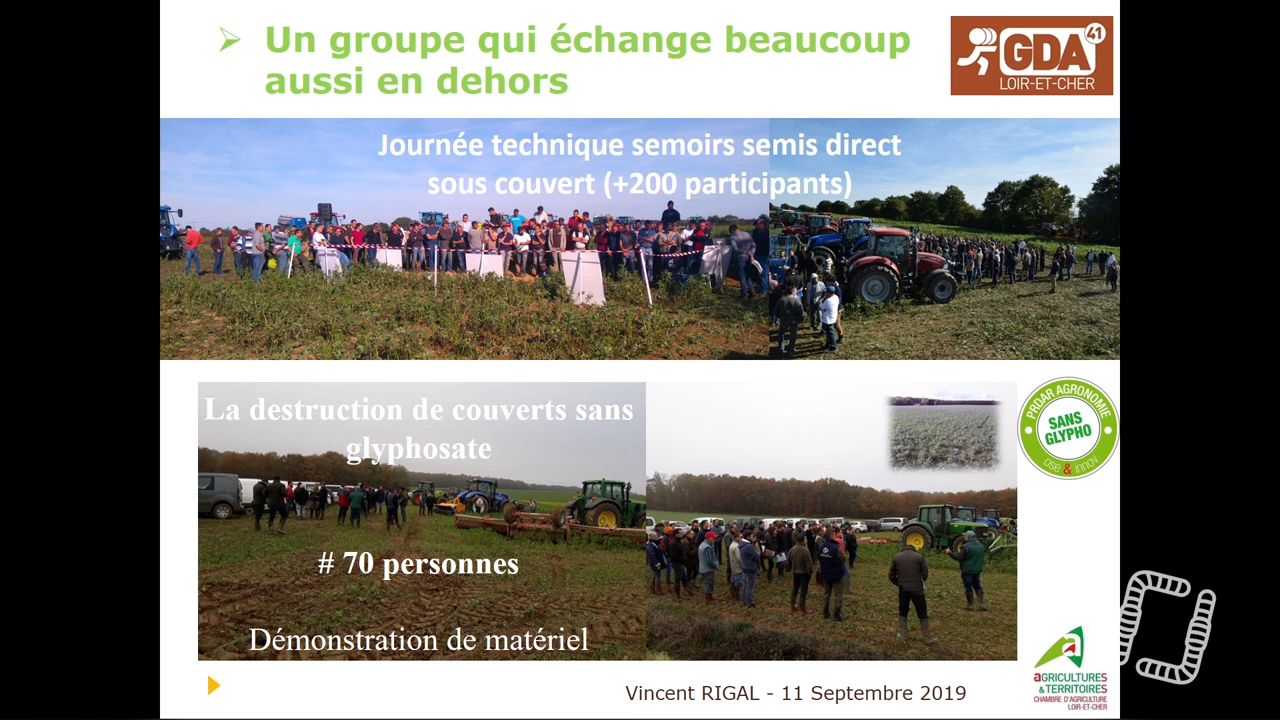 Un groupe qui échange beaucoup
aussi en dehors
GDA 41
LOIR-ET-CHER
Journée technique semoirs semis direct
sous couvert (+200 participants)
La destruction de couverts sans
glyphosate
# 70 personnes
Démonstration de matériel
PRDAR AGRONOMIE
SANS
GLYPHO
ose & innov
Vincent RIGAL - 11 Septembre 2019
aGRICULTURES
& TERRITOIRES
CHAMBRE D'AGRICULTURE
LOIR-ET-CHER